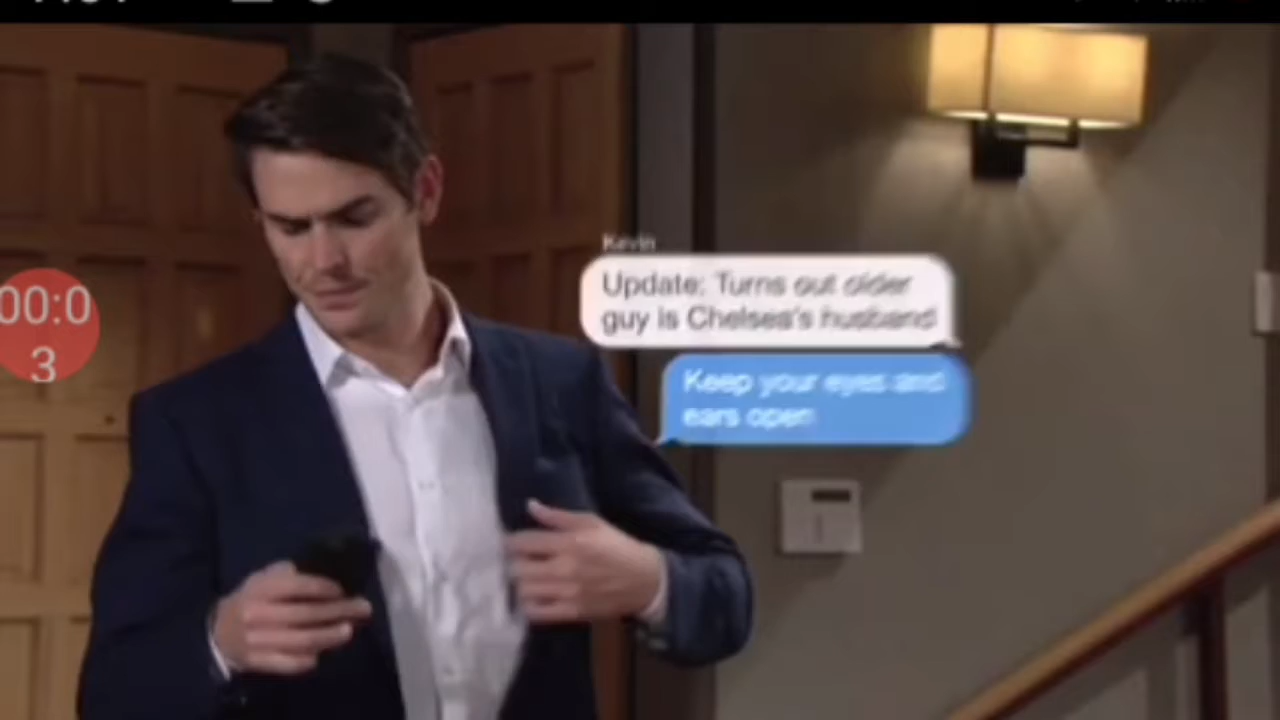 Kevin
Update: Turns out older
guy is Chelsea's husband
Keep your eyes and
ears open
00:0
3